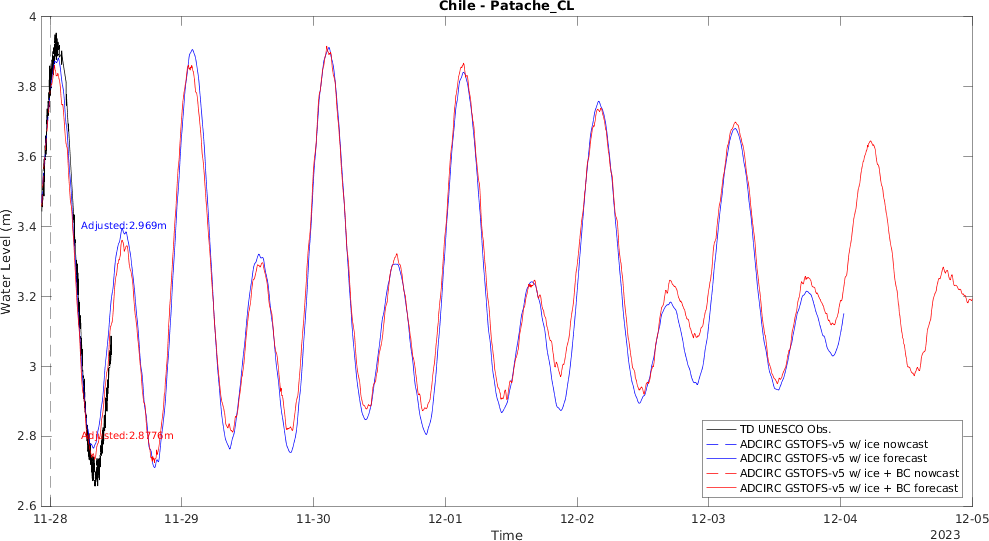 Chile - Patache_CL
Water Level (m)
4
3.8
3.6
3.4
3.2
3
2.8
2.6
Adjusted:2.969m
Adjusted:2.8776m
TD UNESCO Obs.
ADCIRC GSTOFS-v5 w/ ice nowcast
ADCIRC GSTOFS-v5 w/ ice forecast
ADCIRC GSTOFS-v5 w/ ice + BC nowcast
ADCIRC GSTOFS-v5 w/ ice + BC forecast
11-28 11-29 11-30 12-01 12-02 12-03 12-04 12-05
Time
2023